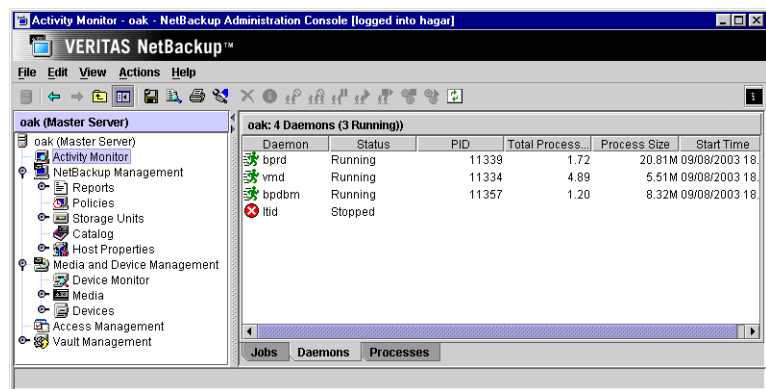 Activity Monitor - oak - NetBackup Administration Console [logged into hagar]
VERITAS NetBackup™
File Edit View Actions Help
oak (Master Server)
oak (Master Server)
Activity Monitor
NetBackup Management
Reports
Policies
Storage Units
Catalog
Host Properties
Media and Device Management
Device Monitor
Media
Devices
Access Management
Vault Management
oak: 4 Daemons (3 Running))
Daemon Status PID Total Process... Process Size Start Time
bprd Running 11339 1.72 20.81M 09/08/2003 18.
vmd Running 11334 4.89 5.51M 09/08/2003 18.
bpdbm Running 11357 1.20 8.32M 09/08/2003 18.
ltid Stopped
Jobs Daemons Processes